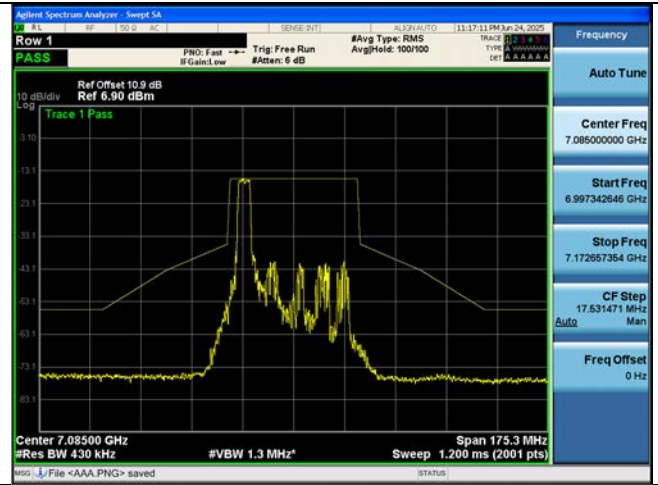 Agilent Spectrum Analyzer - Swept SA
RL RF 50 Ω AC SENSE:INT ALIGN AUTO 11:17:11 PM Jun 24, 2025
Row 1
PASS
PNO: Fast
IFGain:Low
Trig: Free Run
#Atten: 6 dB
#Avg Type: RMS
Avg|Hold: 100/100
TRACE 1 2 3 4 5 6
TYPE
DET A A A A A A
Ref Offset 10.9 dB
10 dB/div Ref 6.90 dBm
Log
Trace 1 Pass
-3.10
-13.1
-23.1
-33.1
-43.1
-53.1
-63.1
-73.1
-83.1
Center 7.08500 GHz Span 175.3 MHz
#Res BW 430 kHz #VBW 1.3 MHz* Sweep 1.200 ms (2001 pts)
MSG File <AAA.PNG> saved STATUS
Frequency
Auto Tune
Center Freq
7.085000000 GHz
Start Freq
6.997342646 GHz
Stop Freq
7.172657354 GHz
CF Step
17.531471 MHz
Auto Man
Freq Offset
0 Hz